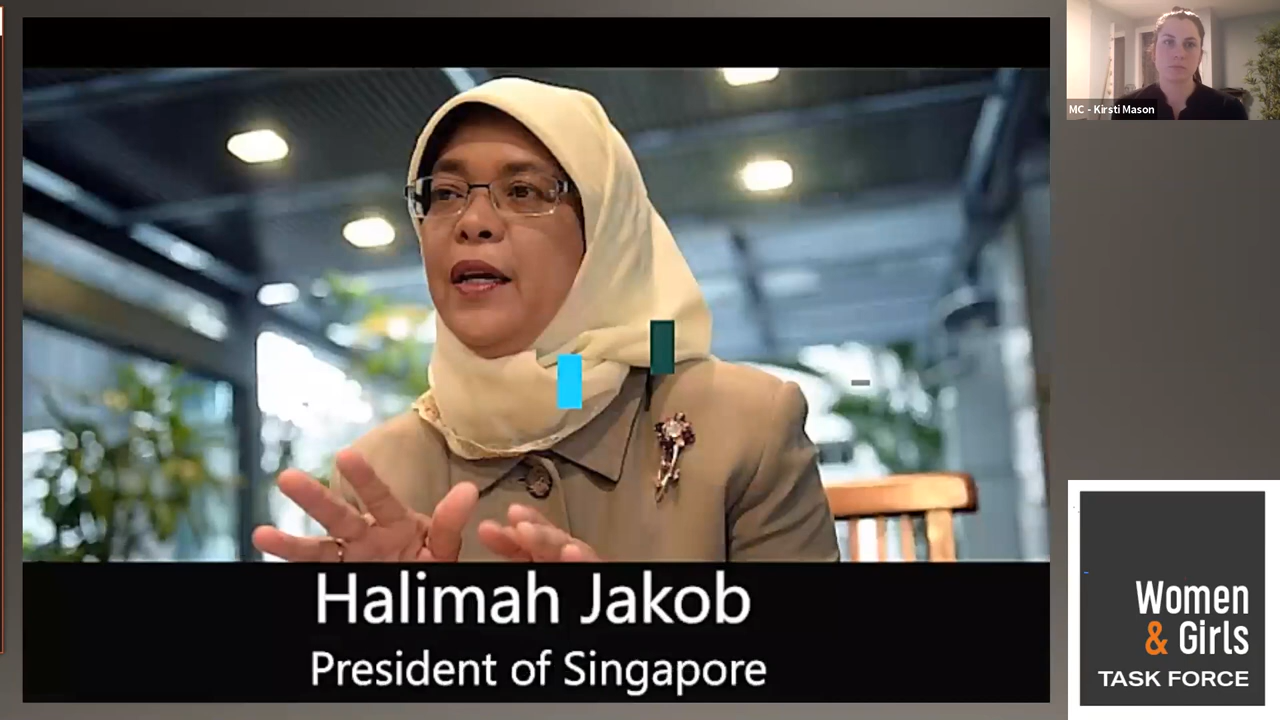 MC - Kirsti Mason
Halimah Jakob
President of Singapore
Women
& Girls
TASK FORCE